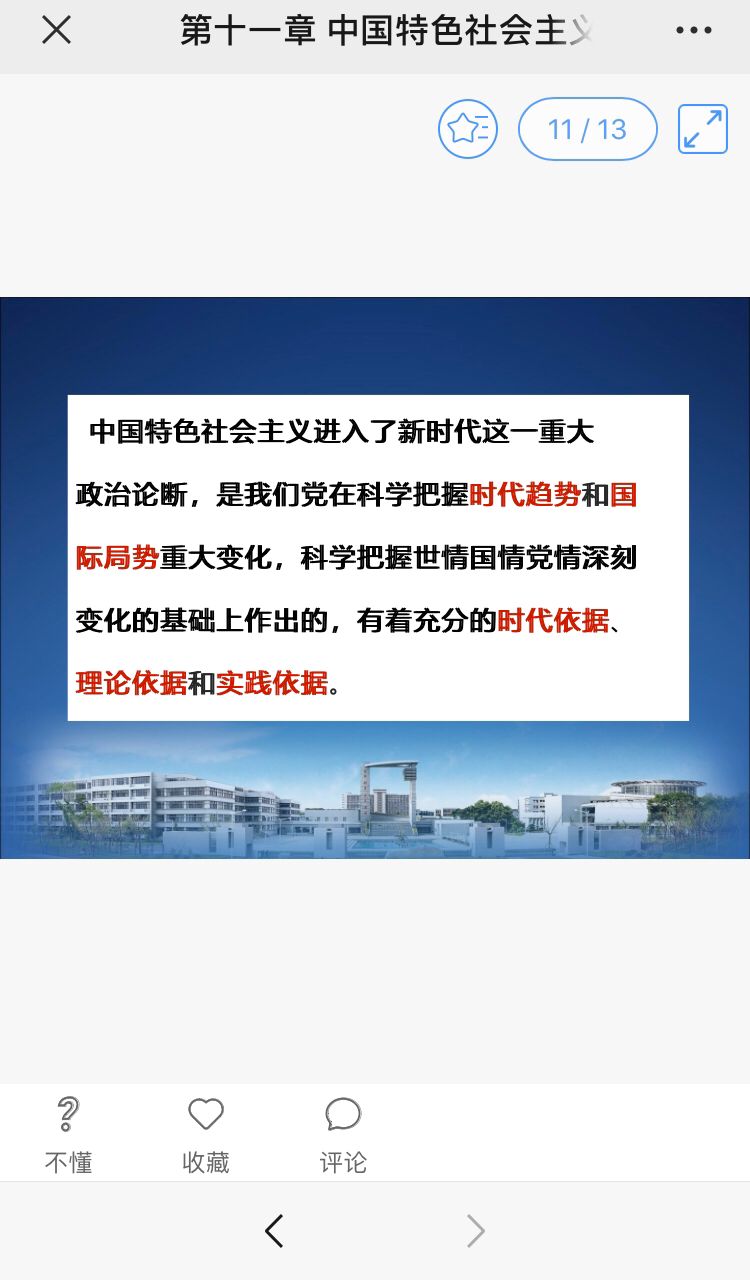 第十一章 中国特色社会主义
11 / 13
中国特色社会主义进入了新时代这一重大
政治论断，是我们党在科学把握时代趋势和国
际局势重大变化，科学把握世情国情党情深刻
变化的基础上作出的，有着充分的时代依据、
理论依据和实践依据。
不懂
收藏
评论